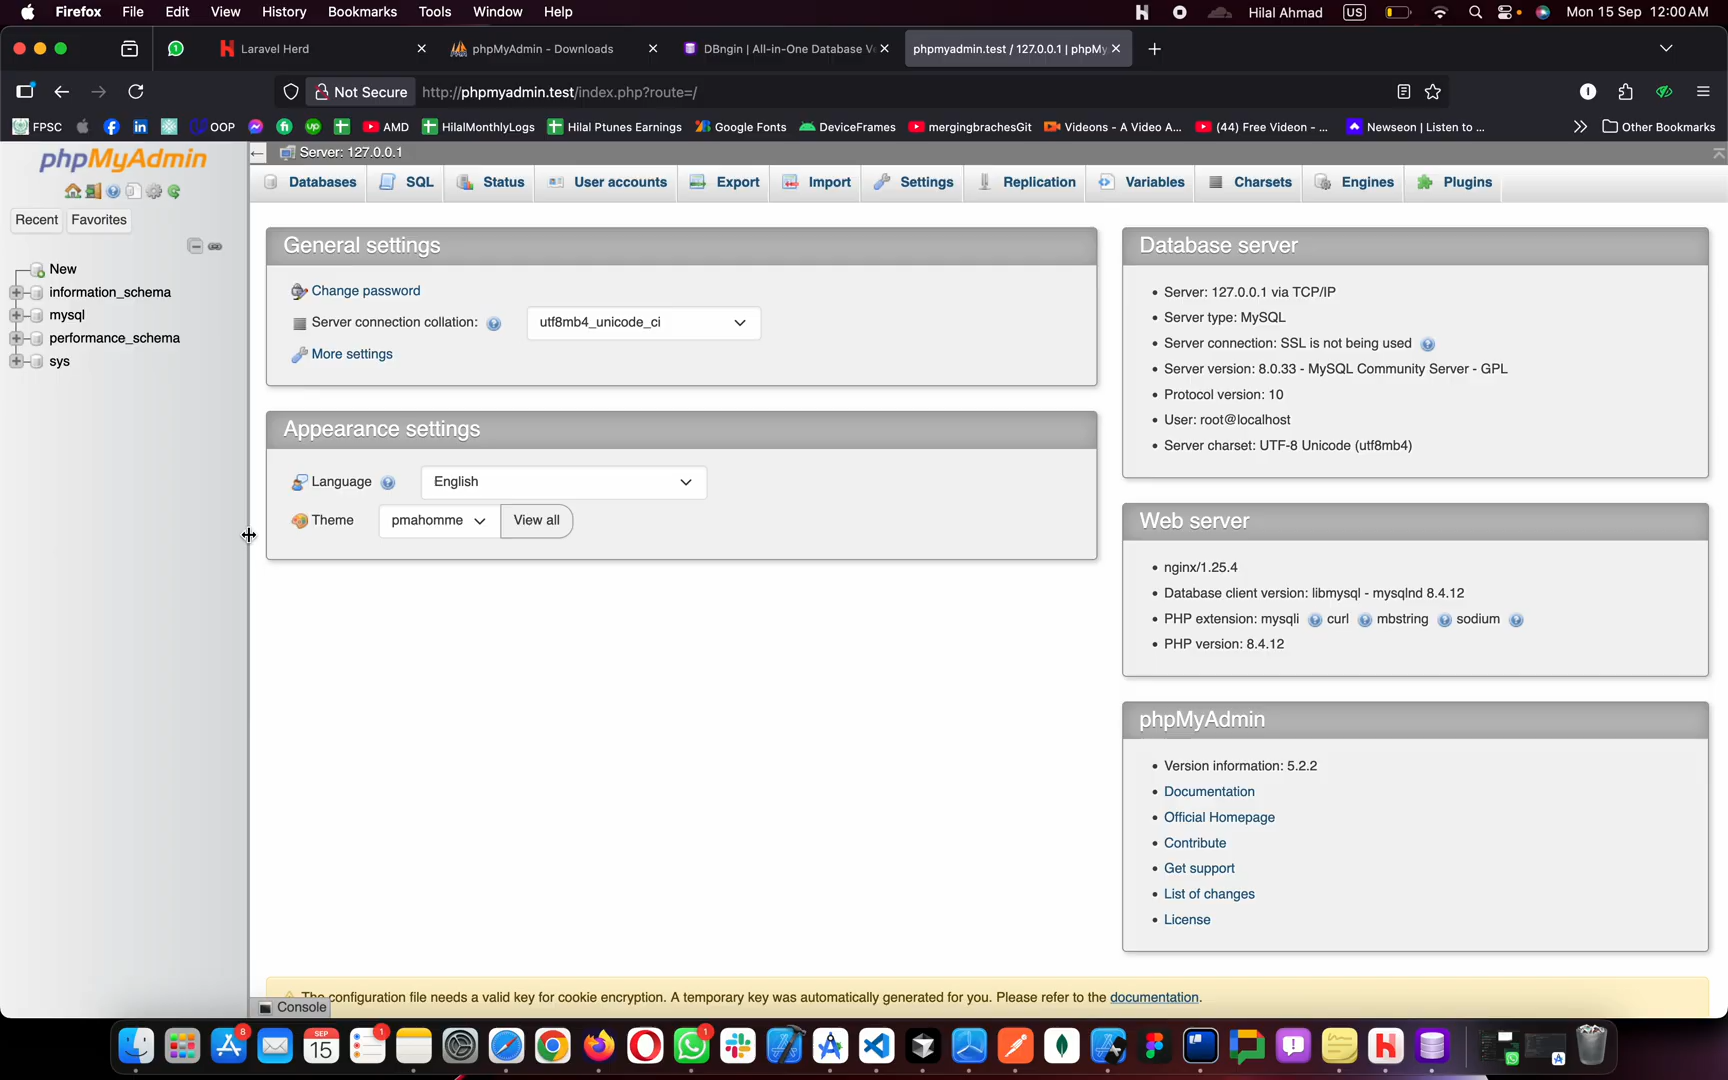 Firefox File Edit View History Bookmarks Tools Window Help Hilal Ahmad US Mon 15 Sep 12:00 AM
Laravel Herd phpMyAdmin - Downloads DBngin | All-in-One Database V phpmyadmin.test / 127.0.0.1 | phpMy
Not Secure http://phpmyadmin.test/index.php?route=/
FPSC OOP AMD HilalMonthlyLogs Hilal Ptunes Earnings Google Fonts DeviceFrames mergingbrachesGit Videons - A Video A... (44) Free Videon - ... Newseon | Listen to ... Other Bookmarks
phpMyAdmin
Recent Favorites
New
information_schema
mysql
performance_schema
sys
Server: 127.0.0.1
Databases SQL Status User accounts Export Import Settings Replication Variables Charsets Engines Plugins
General settings
Change password
Server connection collation: utf8mb4_unicode_ci
More settings
Appearance settings
Language English
Theme pmahomme View all
Database server
• Server: 127.0.0.1 via TCP/IP
• Server type: MySQL
• Server connection: SSL is not being used
• Server version: 8.0.33 - MySQL Community Server - GPL
• Protocol version: 10
• User: root@localhost
• Server charset: UTF-8 Unicode (utf8mb4)
Web server
• nginx/1.25.4
• Database client version: libmysql - mysqlnd 8.4.12
• PHP extension: mysqli curl mbstring sodium
• PHP version: 8.4.12
phpMyAdmin
• Version information: 5.2.2
• Documentation
• Official Homepage
• Contribute
• Get support
• List of changes
• License
The configuration file needs a valid key for cookie encryption. A temporary key was automatically generated for you. Please refer to the documentation.
Console
8 SEP 15 1 1